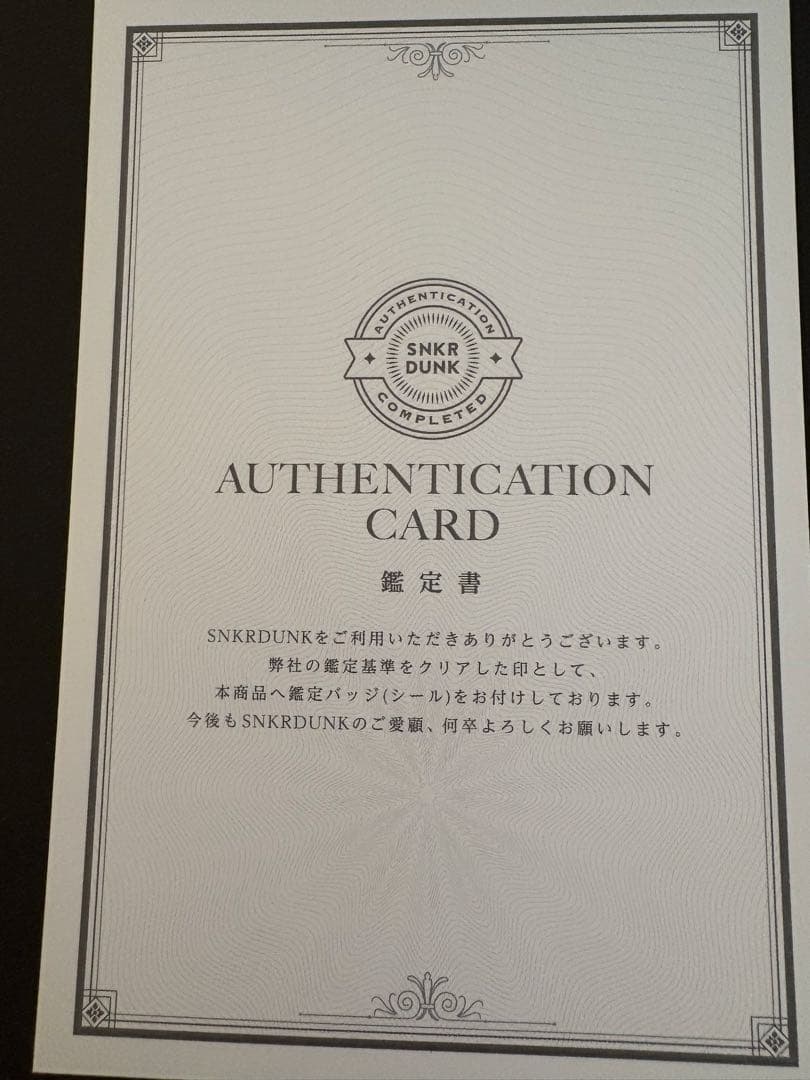 AUTHENTICATION
SNKR
DUNK
COMPLETED
AUTHENTICATION
CARD
鑑定書
SNKRDUNKをご利用いただきありがとうございます。
弊社の鑑定基準をクリアした印として、
本商品へ鑑定バッジ(シール)をお付けしております。
今後もSNKRDUNKのご愛顧、何卒よろしくお願いします。